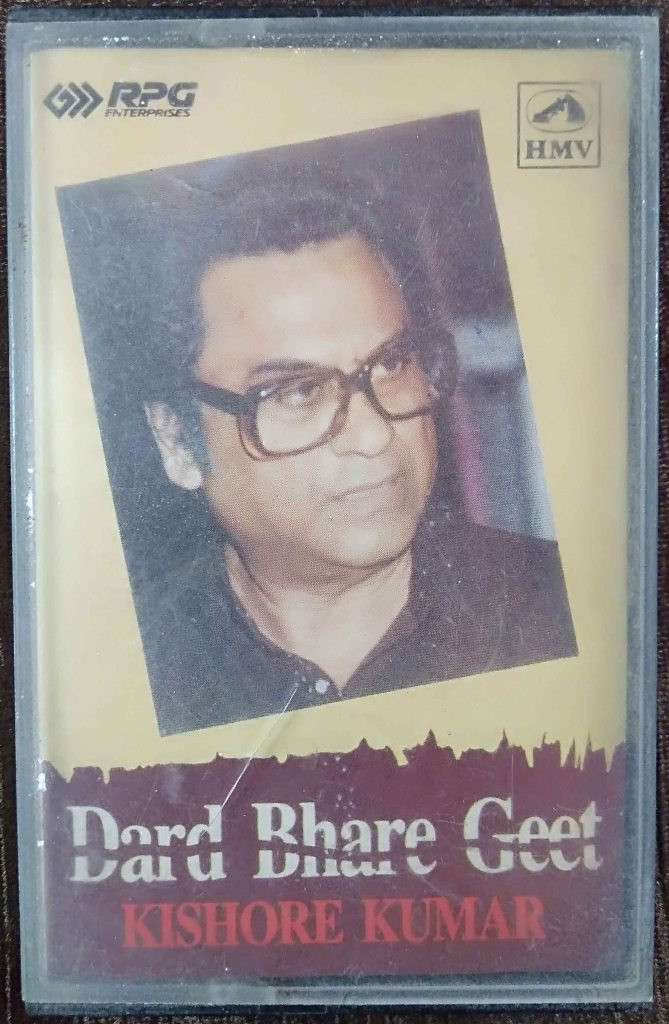 RPG
ENTERPRISES
HMV
Dard Bhare Geet
KISHORE KUMAR